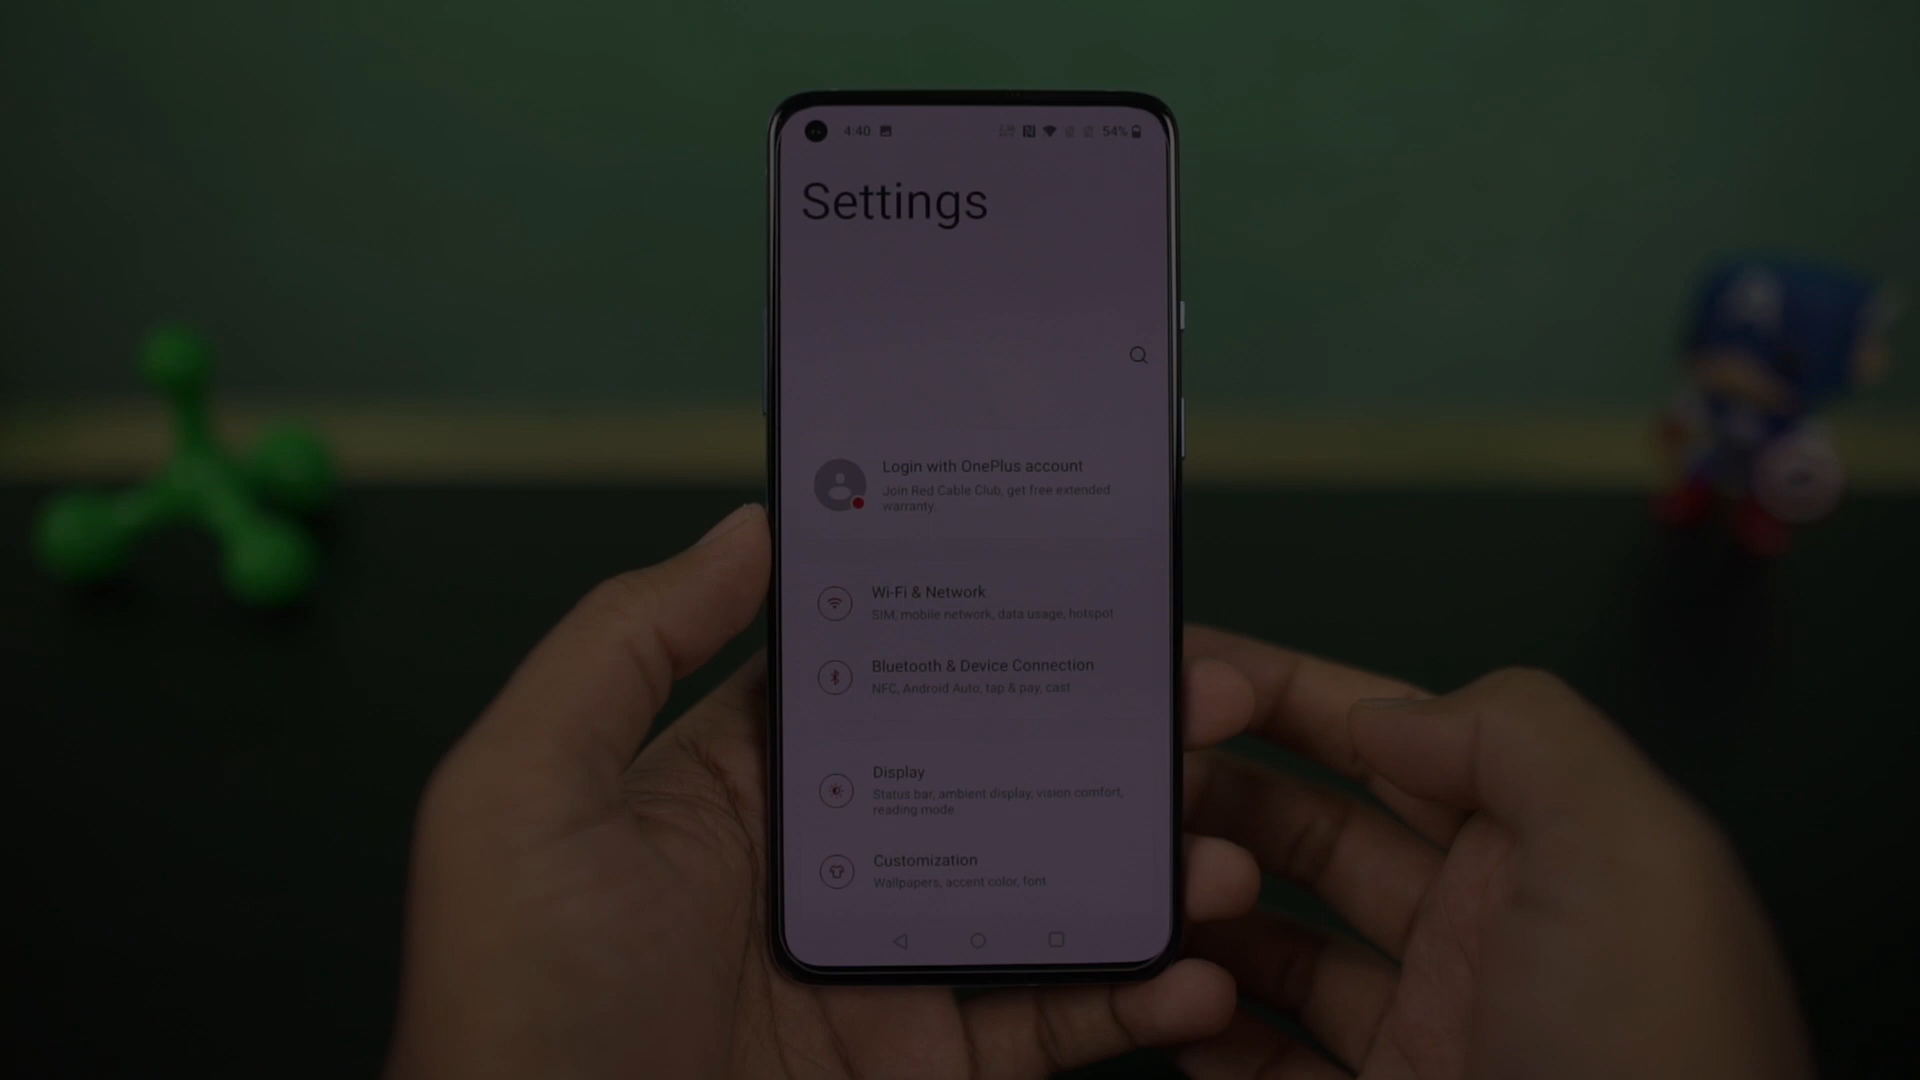 4:40
54%
Settings
Login with OnePlus account
Join Red Cable Club, get free extended
warranty.
Wi-Fi & Network
SIM, mobile network, data usage, hotspot
Bluetooth & Device Connection
NFC, Android Auto, tap & pay, cast
Display
Status bar, ambient display, vision comfort,
reading mode
Customization
Wallpapers, accent color, font